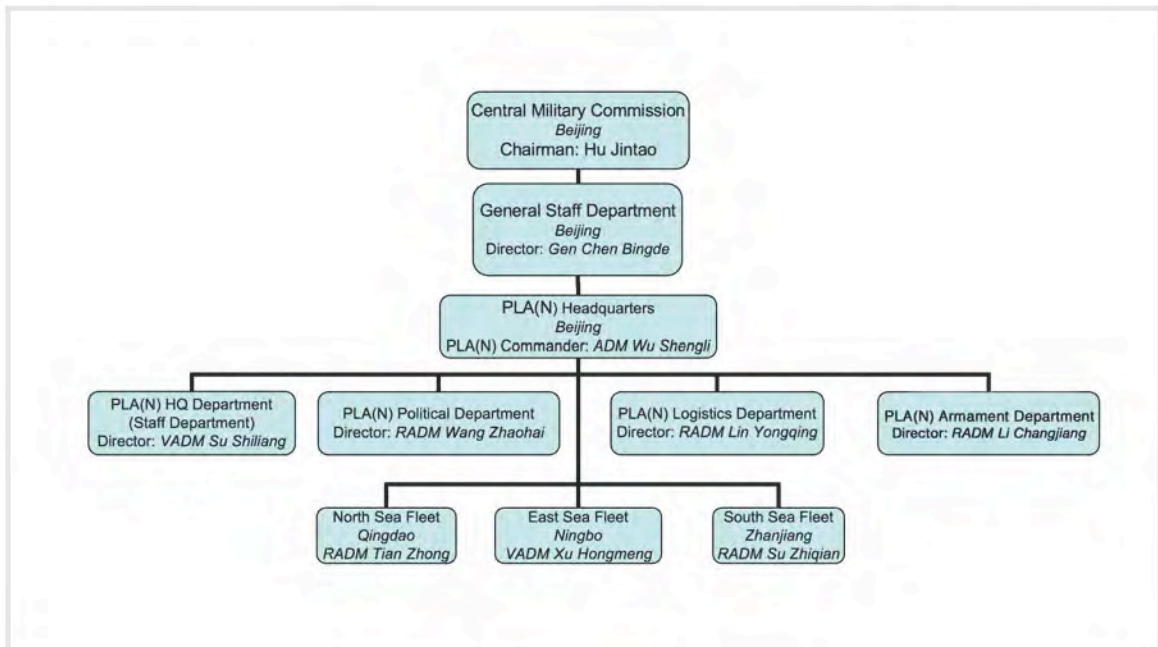 Central Military Commission
Beijing
Chairman: Hu Jintao
General Staff Department
Beijing
Director: Gen Chen Bingde
PLA(N) Headquarters
Beijing
PLA(N) Commander: ADM Wu Shengli
PLA(N) HQ Department
(Staff Department)
Director: VADM Su Shiliang
PLA(N) Political Department
Director: RADM Wang Zhaohai
PLA(N) Logistics Department
Director: RADM Lin Yongqing
PLA(N) Armament Department
Director: RADM Li Changjiang
North Sea Fleet
Qingdao
RADM Tian Zhong
East Sea Fleet
Ningbo
VADM Xu Hongmeng
South Sea Fleet
Zhanjiang
RADM Su Zhiqian